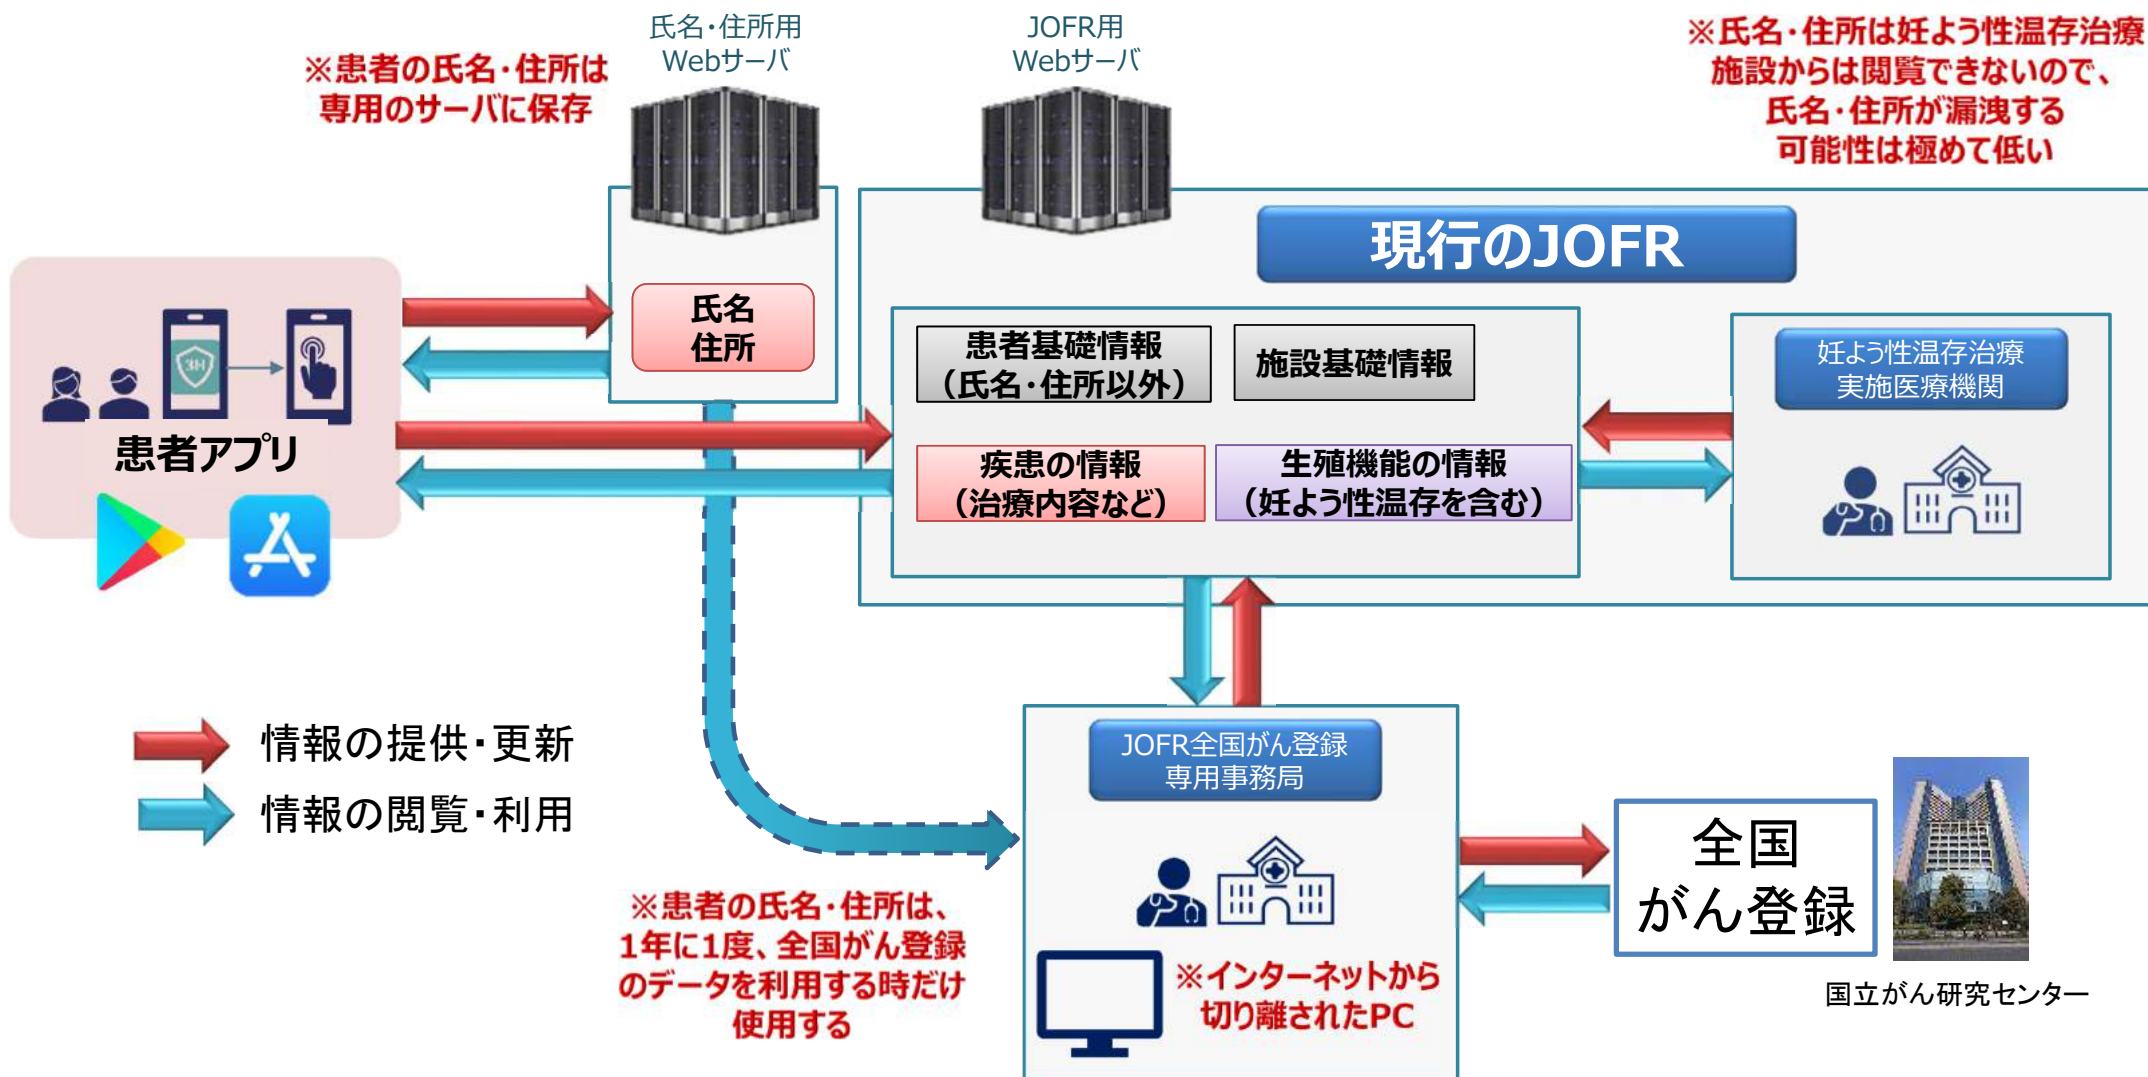 氏名・住所用
Webサーバ
JOFR用
Webサーバ
※患者の氏名・住所は
専用のサーバに保存
※氏名・住所は妊よう性温存治療
施設からは閲覧できないので、
氏名・住所が漏洩する
可能性は極めて低い
現行のJOFR
氏名
住所
患者基礎情報
（氏名・住所以外）
施設基礎情報
妊よう性温存治療
実施医療機関
3H
患者アプリ
疾患の情報
（治療内容など）
生殖機能の情報
（妊よう性温存を含む）
情報の提供・更新
情報の閲覧・利用
JOFR全国がん登録
専用事務局
全国
がん登録
※患者の氏名・住所は、
1年に1度、全国がん登録
のデータを利用する時だけ
使用する
※インターネットから
切り離されたPC
国立がん研究センター